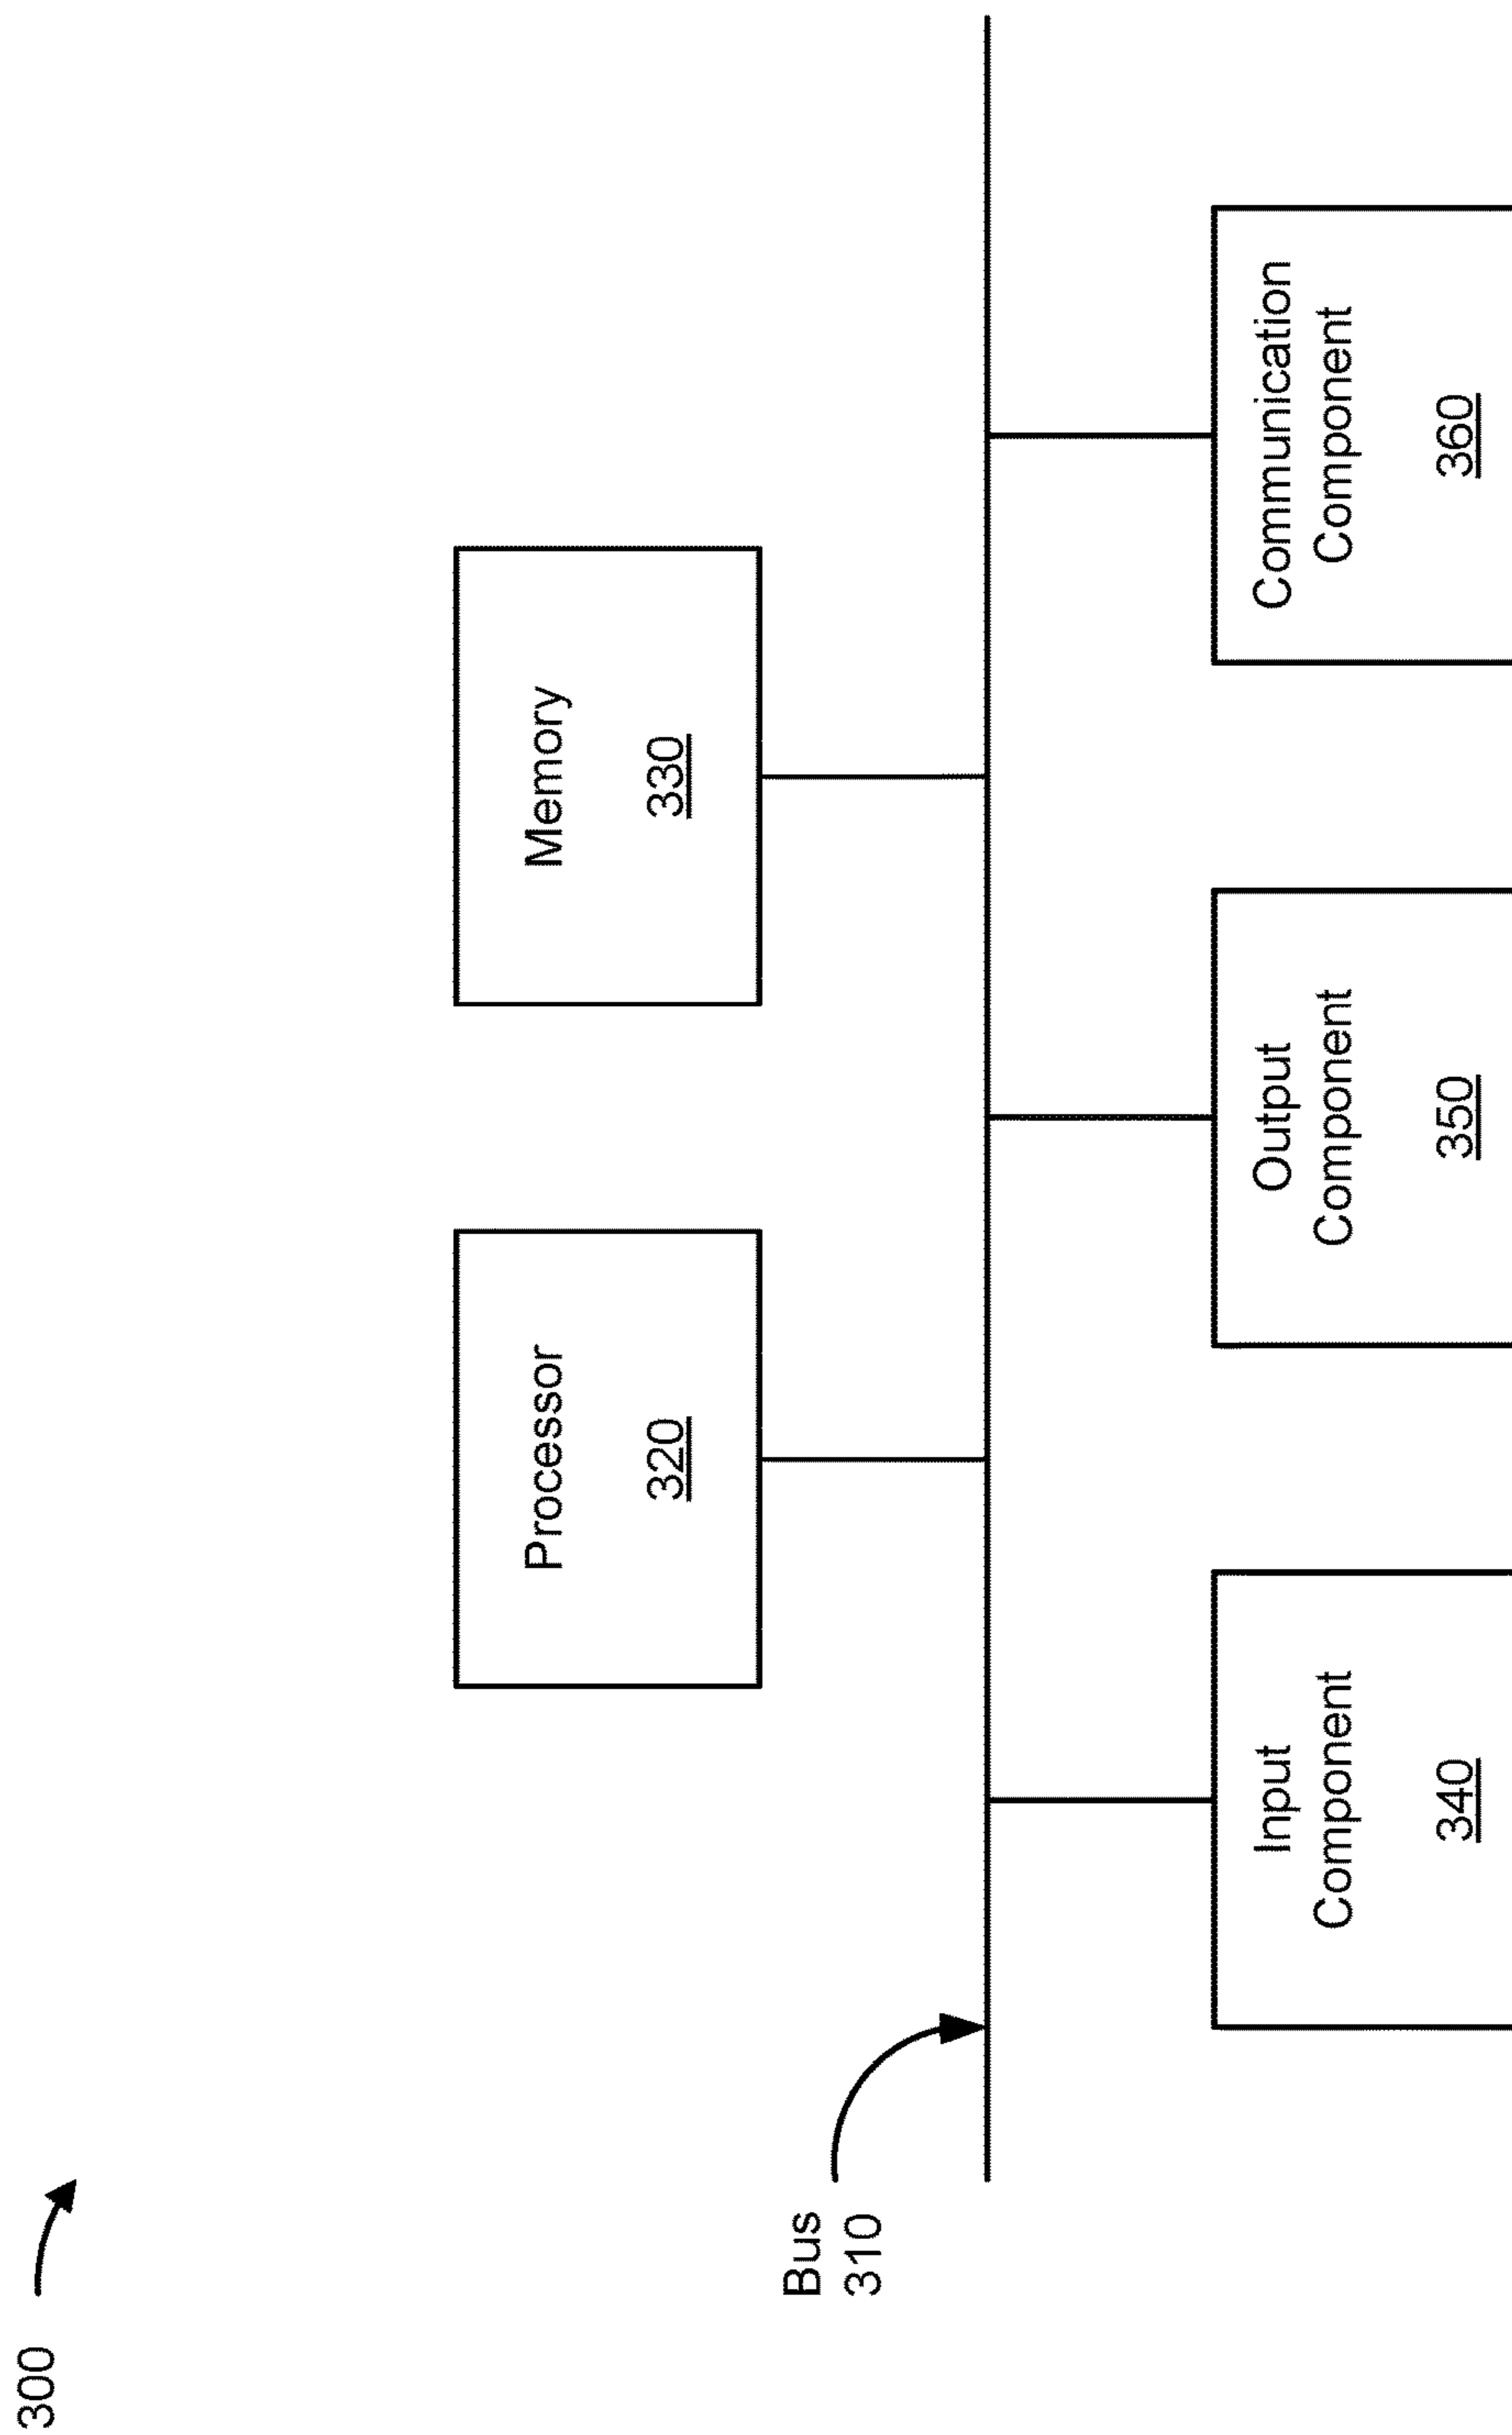 300
Processor
320
Memory
330
Bus
310
Input
Component
340
Output
Component
350
Communication
Component
360